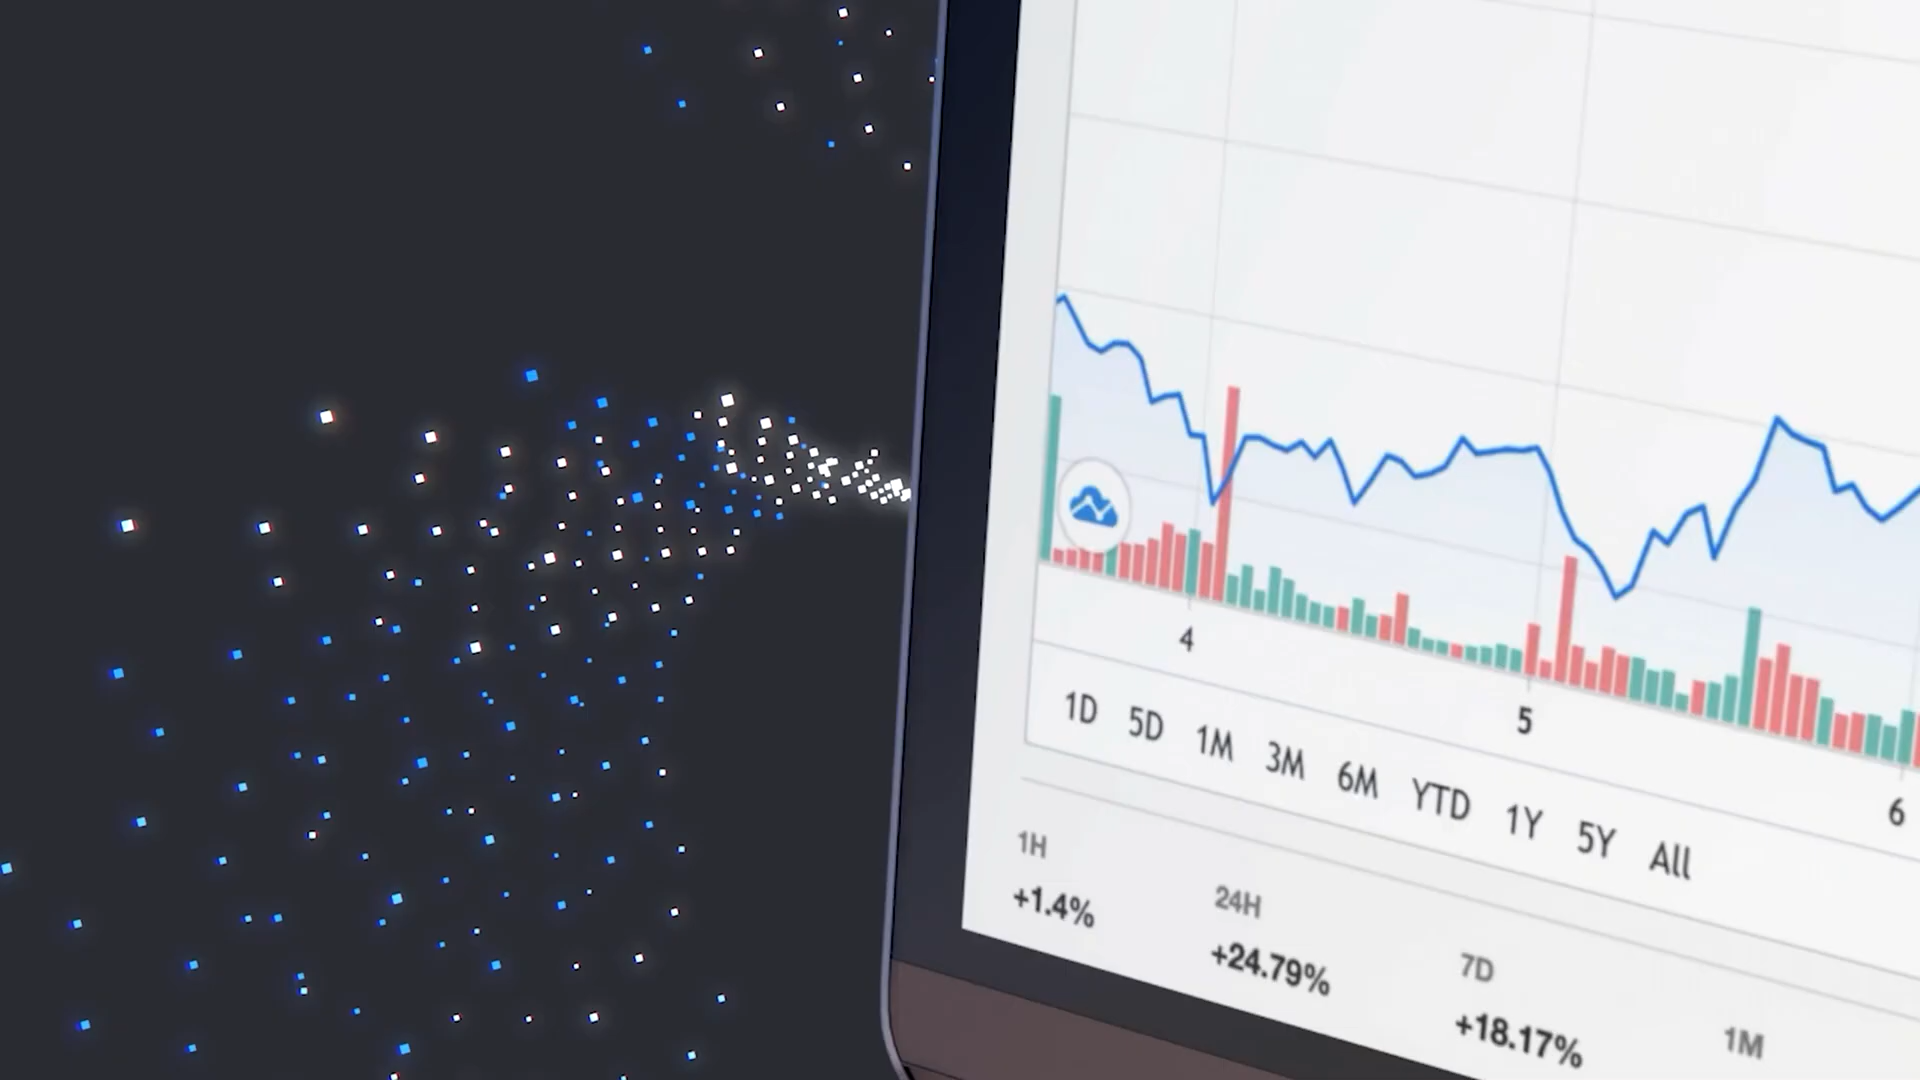 4 5 6
1D 5D 1M 3M 6M YTD 1Y 5Y All
1H 24H 7D 1M
+1.4% +24.79% +18.17%